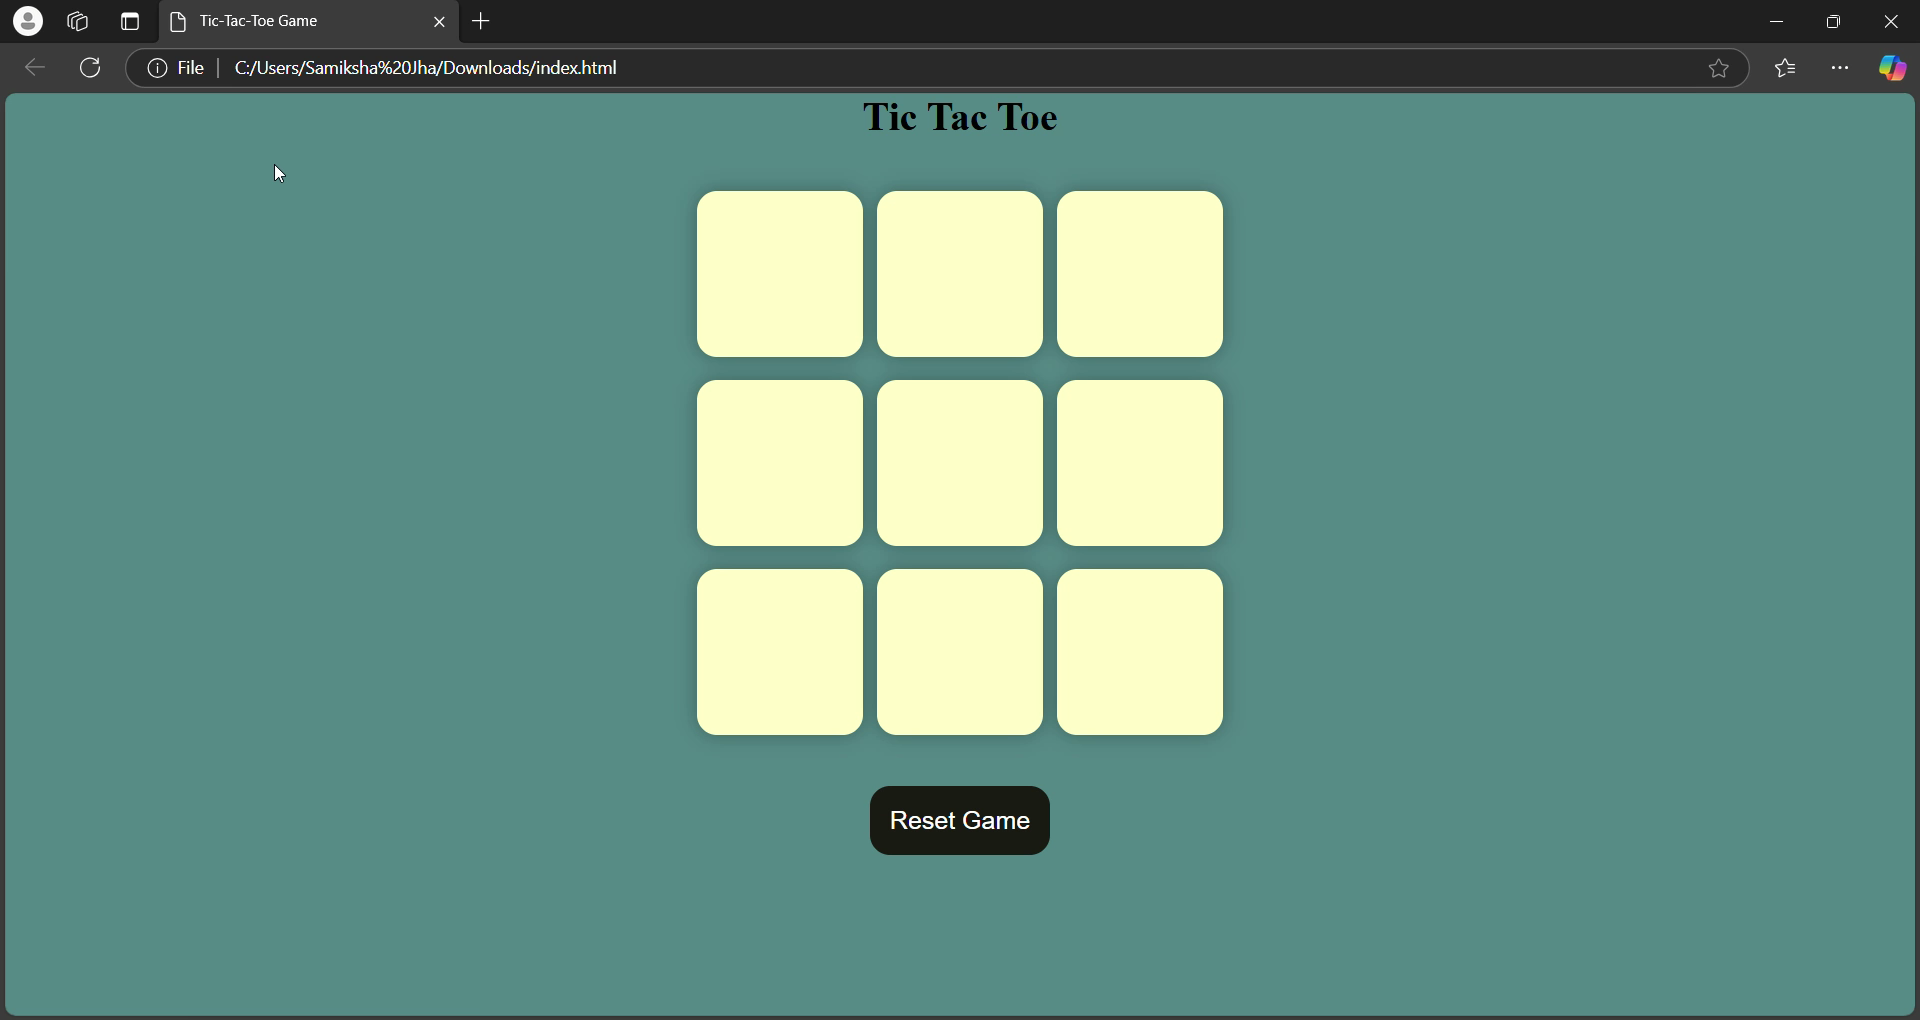 Tic-Tac-Toe Game
File
C:/Users/Samiksha%20Jha/Downloads/index.html
Tic Tac Toe
Reset Game